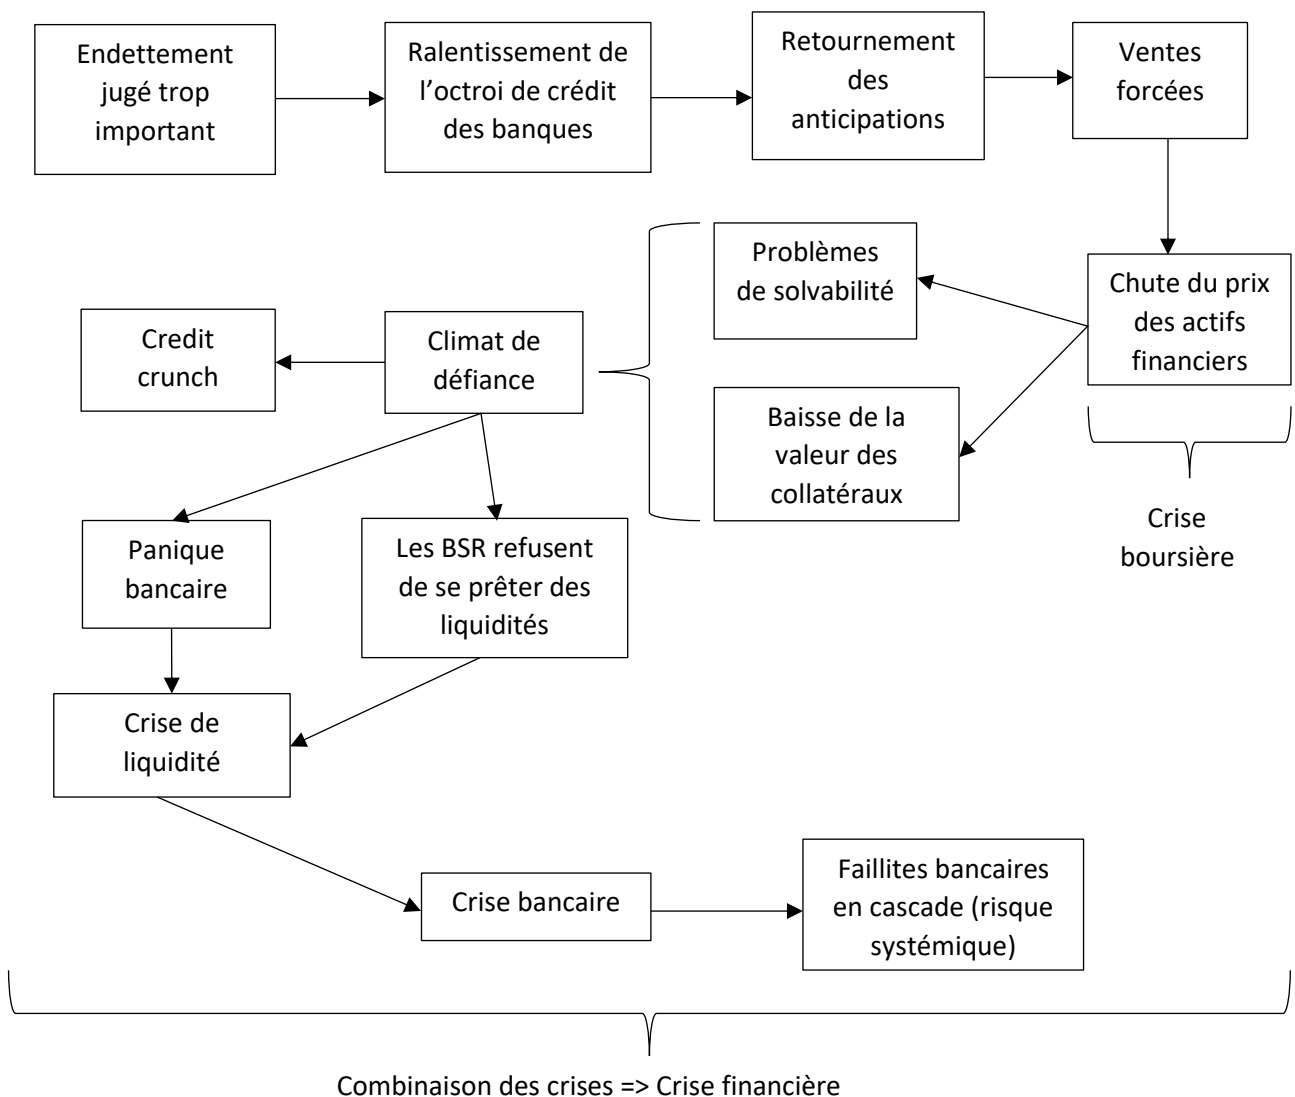 Endettement
jugé trop
important
Ralentissement de
l’octroi de crédit
des banques
Retournement
des
anticipations
Ventes
forcées
Chute du prix
des actifs
financiers
Crise
boursière
Problèmes
de solvabilité
Baisse de la
valeur des
collatéraux
Climat de
défiance
Credit
crunch
Panique
bancaire
Les BSR refusent
de se prêter des
liquidités
Crise de
liquidité
Crise bancaire
Faillites bancaires
en cascade (risque
systémique)
Combinaison des crises => Crise financière